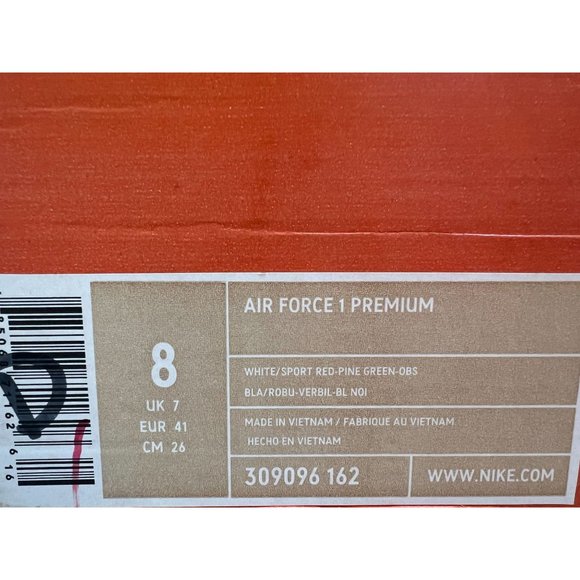 AIR FORCE 1 PREMIUM
8
UK 7
EUR 41
CM 26
WHITE/SPORT RED-PINE GREEN-OBS
BLA/ROBU-VERBIL-BL NOI
MADE IN VIETNAM / FABRIQUE AU VIETNAM
HECHO EN VIETNAM
309096 162
WWW.NIKE.COM